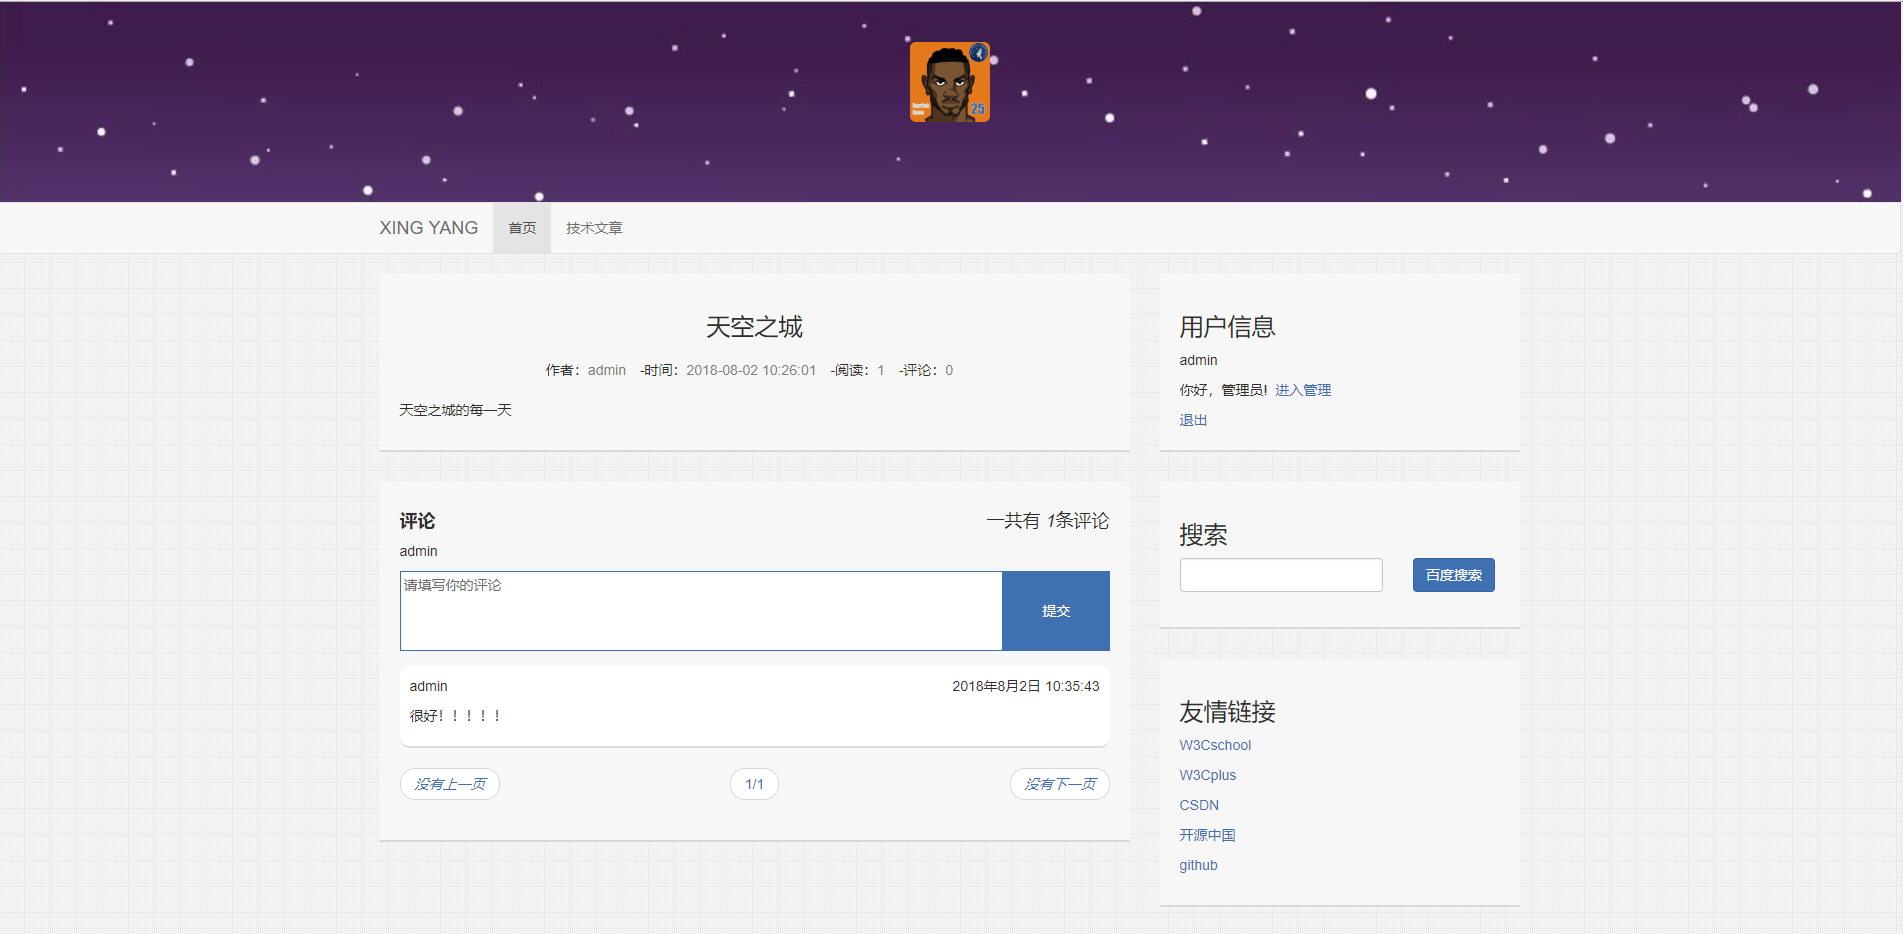 25
XING YANG 首页 技术文章
天空之城
作者：admin -时间：2018-08-02 10:26:01 -阅读：1 -评论：0
天空之城的每一天
评论 一共有 1条评论
admin
请填写你的评论
提交
admin 2018年8月2日 10:35:43
很好！！！！！
没有上一页 1/1 没有下一页
用户信息
admin
你好，管理员! 进入管理
退出
搜索
百度搜索
友情链接
W3Cschool
W3Cplus
CSDN
开源中国
github